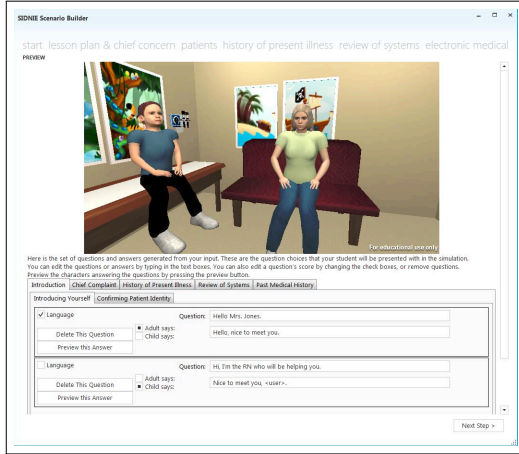 SIDNIE Scenario Builder
start lesson plan & chief concern patients history of present illness review of systems electronic medical
PREVIEW
For educational use only
Here is the set of questions and answers generated from your input. These are the question choices that your student will be presented with in the simulation.
You can edit the questions or answers by typing in the text boxes. You can also edit a question's score by changing the check boxes, or remove questions.
Preview the characters answering the questions by pressing the preview button.
Introduction Chief Complaint History of Present Illness Review of Systems Past Medical History
Introducing Yourself Confirming Patient Identity
Language Question: Hello Mrs. Jones.
Delete This Question Adult says: Hello, nice to meet you.
Child says:
Preview this Answer
Language Question: Hi, I'm the RN who will be helping you.
Delete This Question Adult says: Nice to meet you, <user>.
Child says:
Preview this Answer
Next Step »